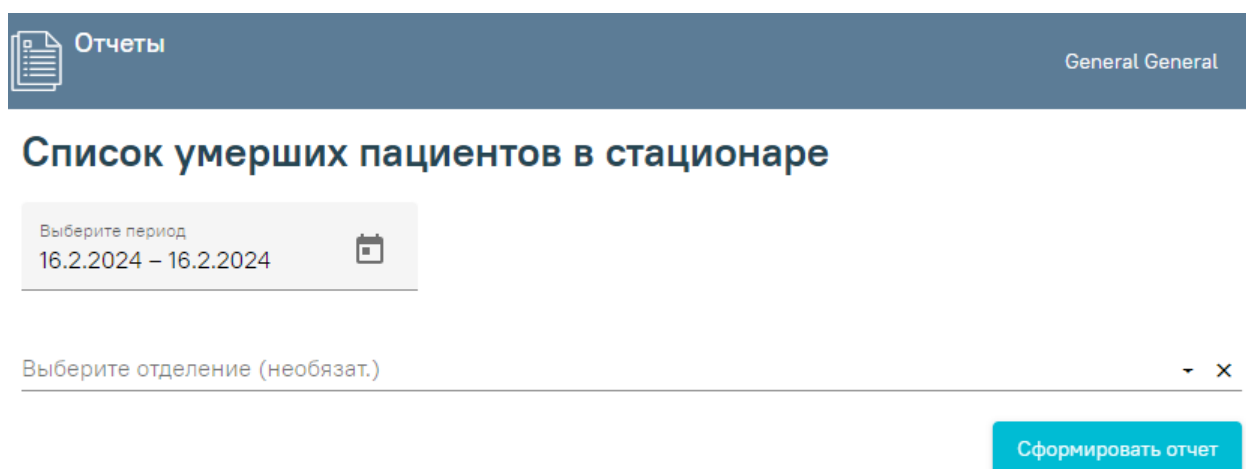 Отчеты
General General
Список умерших пациентов в стационаре
Выберите период
16.2.2024 – 16.2.2024
Выберите отделение (необязат.)
Сформировать отчет